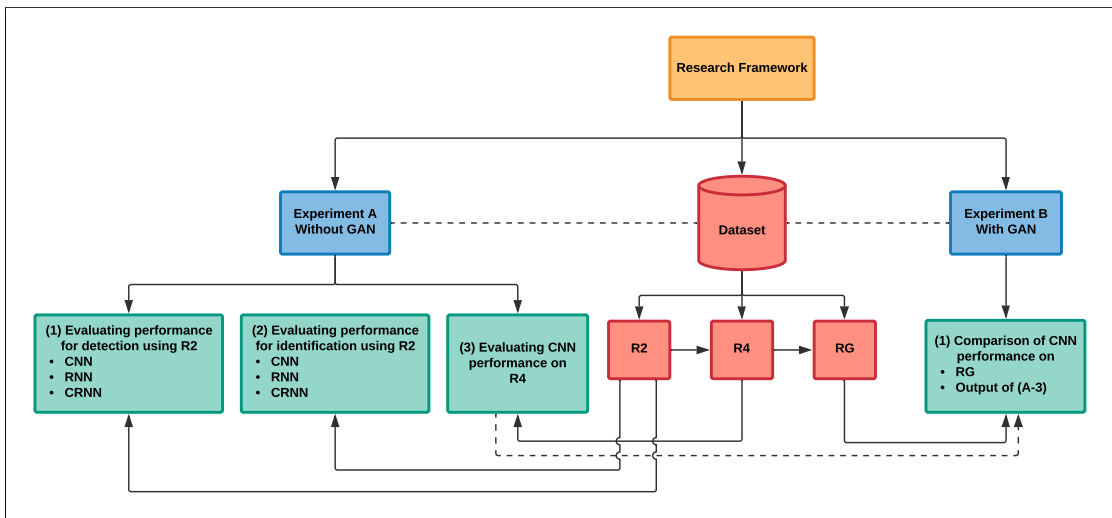 Research Framework
Experiment A
Without GAN
Dataset
Experiment B
With GAN
(1) Evaluating performance
for detection using R2
• CNN
• RNN
• CRNN
(2) Evaluating performance
for identification using R2
• CNN
• RNN
• CRNN
(3) Evaluating CNN
performance on
R4
R2
R4
RG
(1) Comparison of CNN
performance on
• RG
• Output of (A-3)